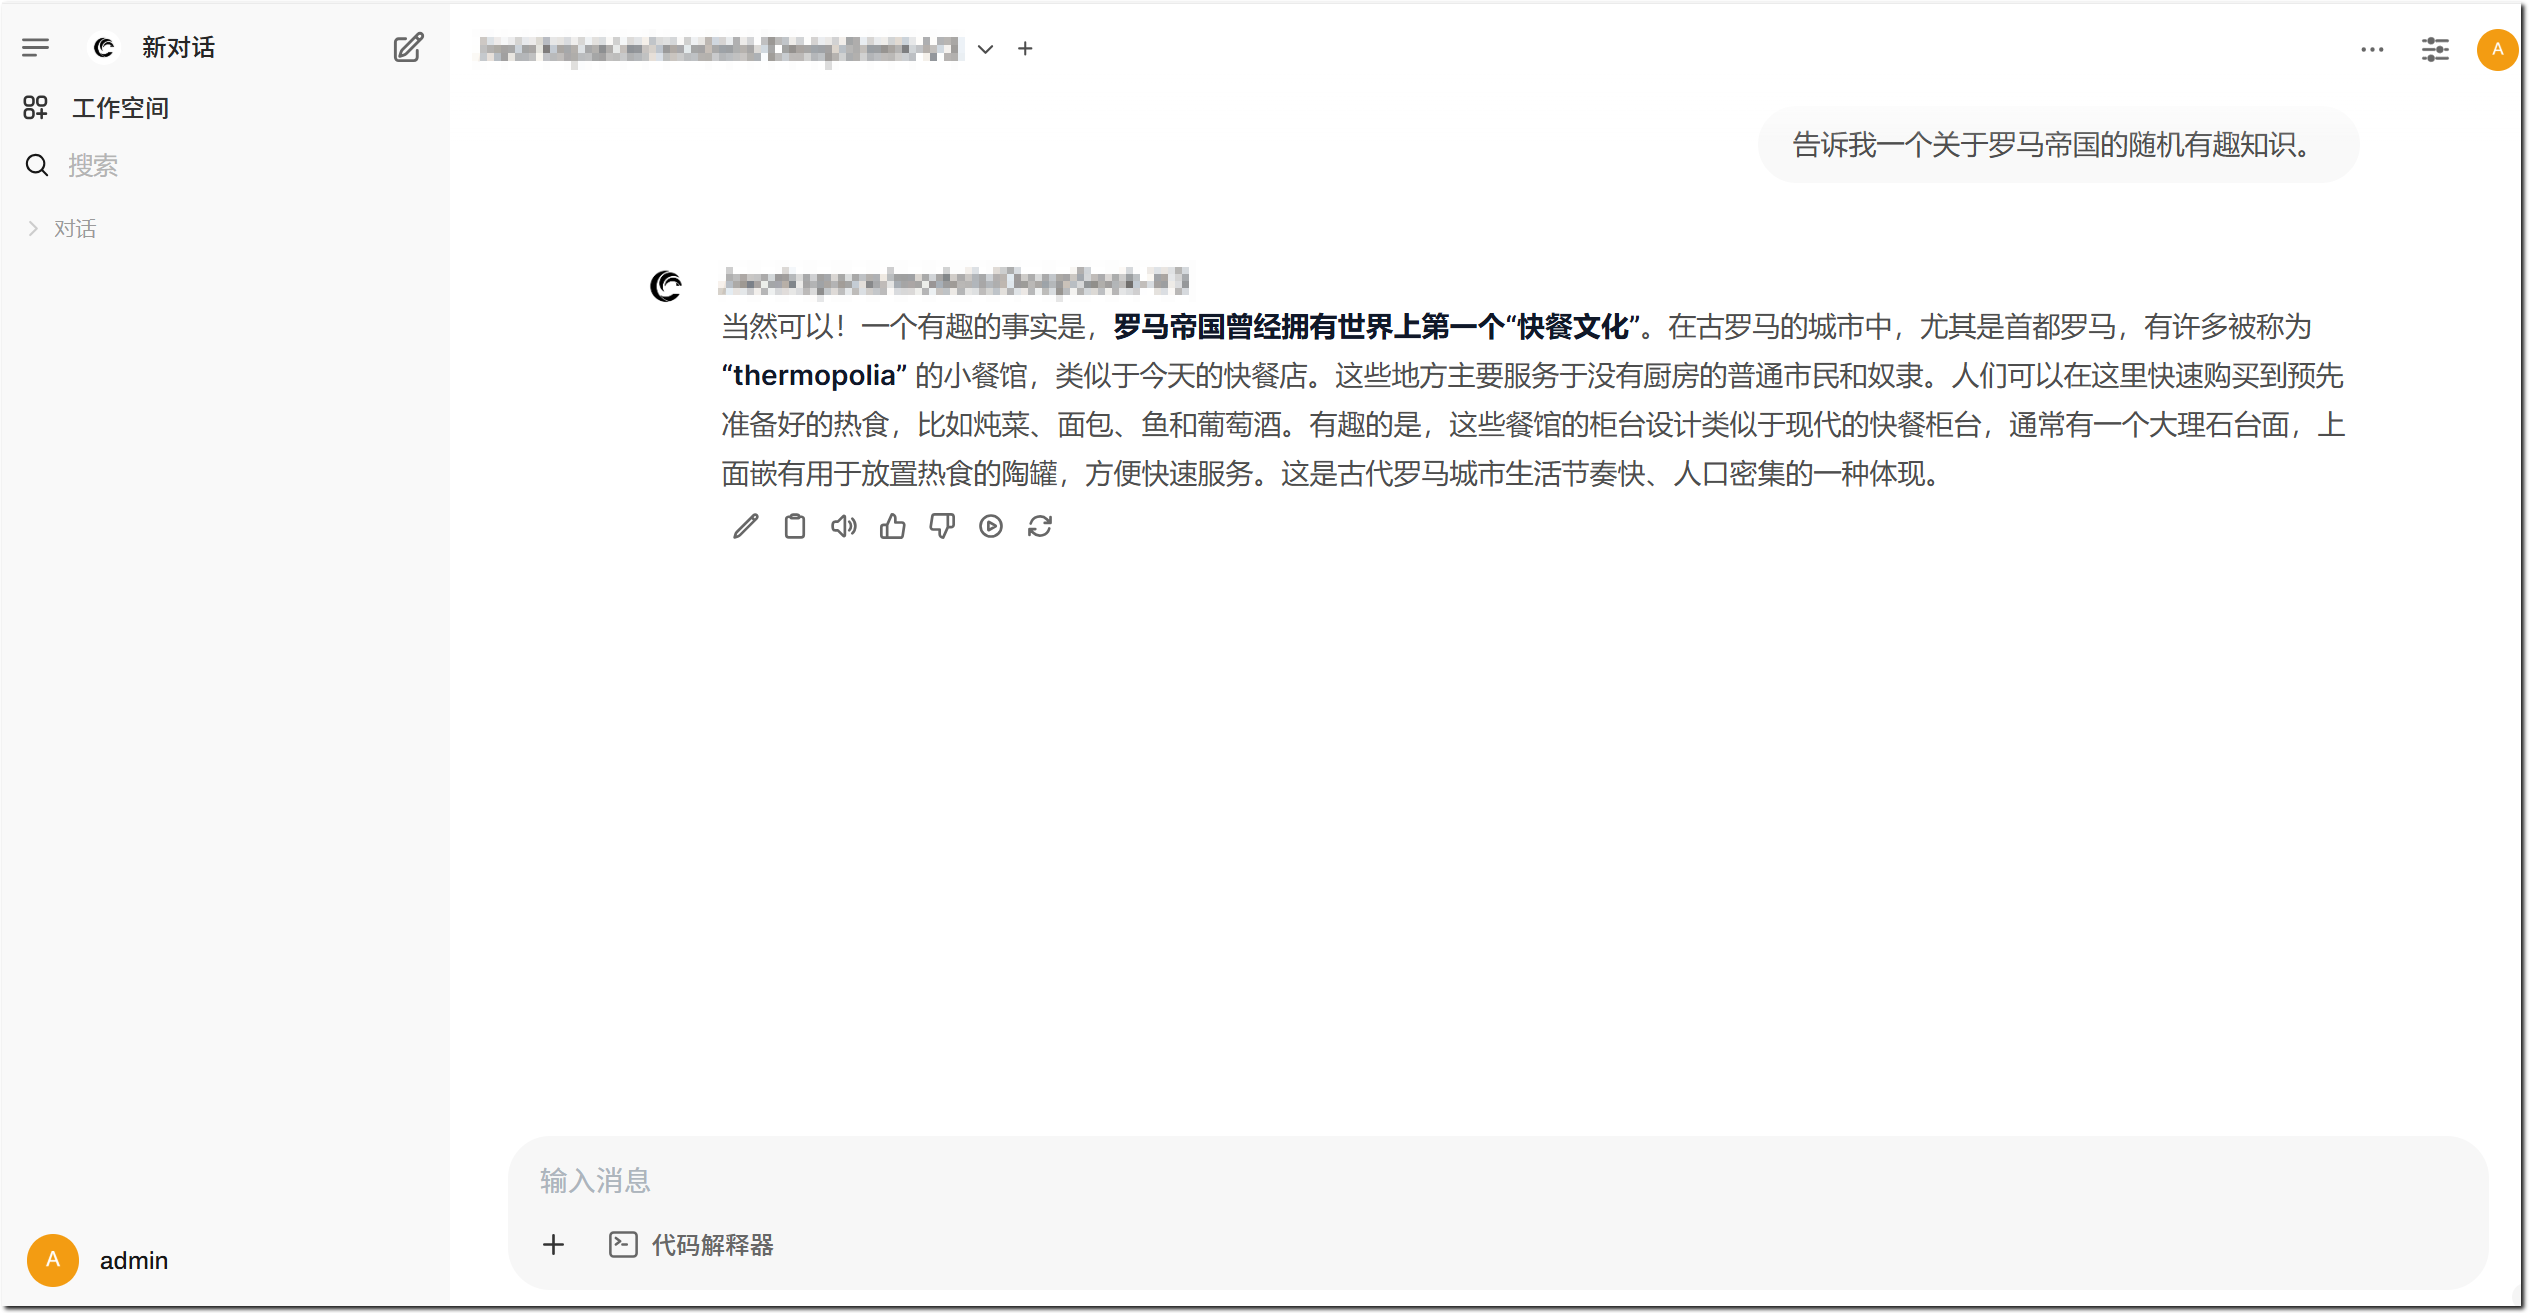 新对话
工作空间
搜索
对话
A
告诉我一个关于罗马帝国的随机有趣知识。
当然可以！一个有趣的事实是，罗马帝国曾经拥有世界上第一个“快餐文化”。在古罗马的城市中，尤其是首都罗马，有许多被称为
“thermopolia” 的小餐馆，类似于今天的快餐店。这些地方主要服务于没有厨房的普通市民和奴隶。人们可以在这里快速购买到预先
准备好的热食，比如炖菜、面包、鱼和葡萄酒。有趣的是，这些餐馆的柜台设计类似于现代的快餐柜台，通常有一个大理石台面，上
面嵌有用于放置热食的陶罐，方便快速服务。这是古代罗马城市生活节奏快、人口密集的一种体现。
输入消息
代码解释器
A admin